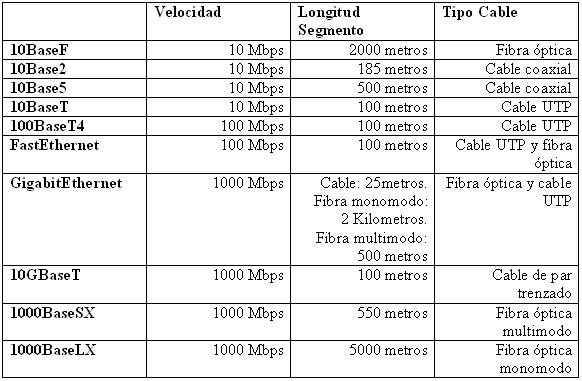 Velocidad Longitud Segmento Tipo Cable
10BaseF 10 Mbps 2000 metros Fibra óptica
10Base2 10 Mbps 185 metros Cable coaxial
10Base5 10 Mbps 500 metros Cable coaxial
10BaseT 10 Mbps 100 metros Cable UTP
100BaseT4 100 Mbps 100 metros Cable UTP
FastEthernet 100 Mbps 100 metros Cable UTP y fibra óptica
GigabitEthernet 1000 Mbps Cable: 25metros. Fibra monomodo: 2 Kilometros. Fibra multimodo: 500 metros Fibra óptica y cable UTP
10GBaseT 1000 Mbps 100 metros Cable de par trenzado
1000BaseSX 1000 Mbps 550 metros Fibra óptica multimodo
1000BaseLX 1000 Mbps 5000 metros Fibra óptica monomodo